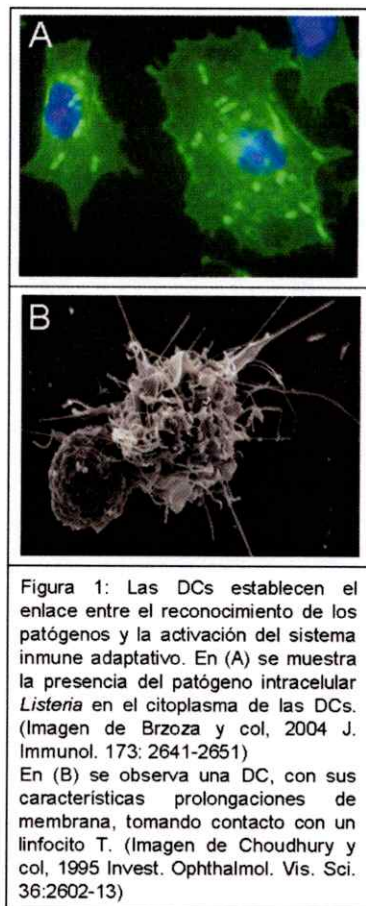 A
B
Figura 1: Las DCs establecen el
enlace entre el reconocimiento de los
patógenos y la activación del sistema
inmune adaptativo. En (A) se muestra
la presencia del patógeno intracelular
Listeria en el citoplasma de las DCs.
(Imagen de Brzoza y col, 2004 J.
Immunol. 173: 2641-2651)
En (B) se observa una DC, con sus
características prolongaciones de
membrana, tomando contacto con un
linfocito T. (Imagen de Choudhury y
col, 1995 Invest. Ophthalmol. Vis. Sci.
36:2602-13)